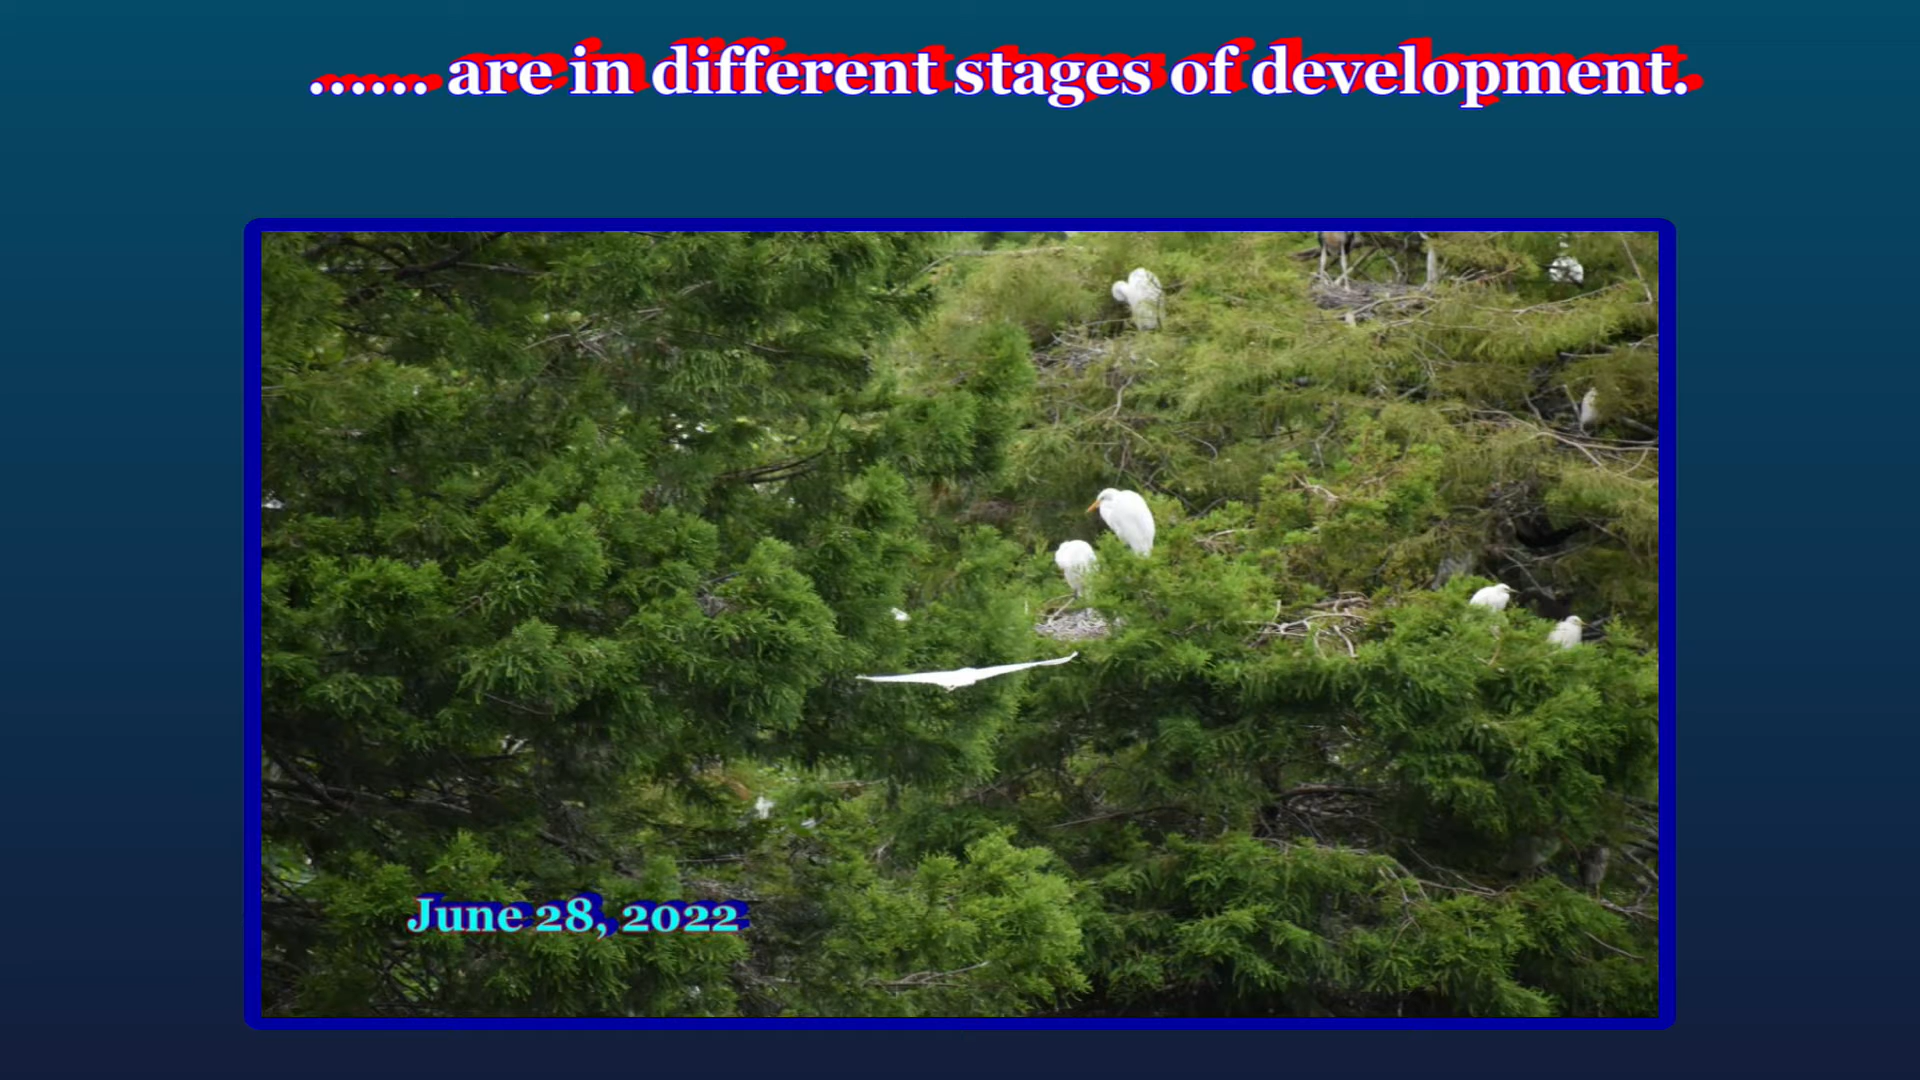 ...... are in different stages of development.
June 28, 2022